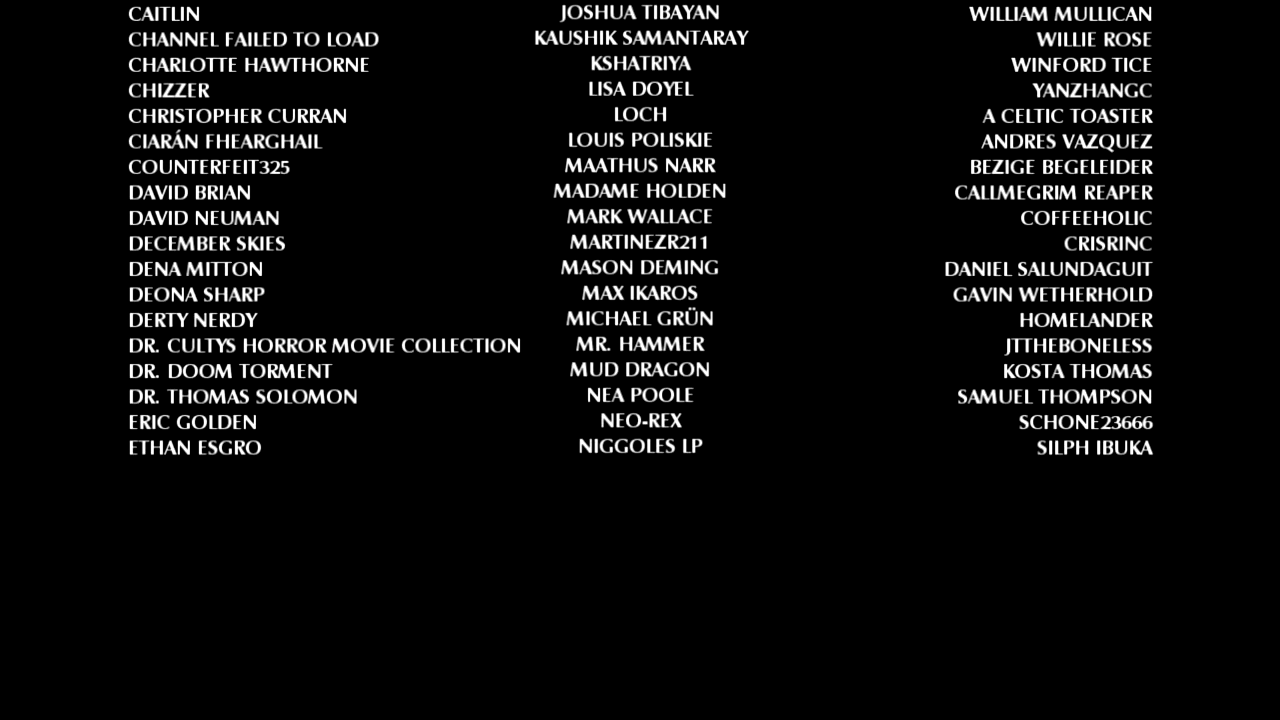 CAITLIN
CHANNEL FAILED TO LOAD
CHARLOTTE HAWTHORNE
CHIZZER
CHRISTOPHER CURRAN
CIARÁN FHEARGHAIL
COUNTERFEIT325
DAVID BRIAN
DAVID NEUMAN
DECEMBER SKIES
DENA MITTON
DEONA SHARP
DERTY NERDY
DR. CULTYS HORROR MOVIE COLLECTION
DR. DOOM TORMENT
DR. THOMAS SOLOMON
ERIC GOLDEN
ETHAN ESGRO
JOSHUA TIBAYAN
KAUSHIK SAMANTARAY
KSHATRIYA
LISA DOYEL
LOCH
LOUIS POLISKIE
MAATHUS NARR
MADAME HOLDEN
MARK WALLACE
MARTINEZR211
MASON DEMING
MAX IKAROS
MICHAEL GRÜN
MR. HAMMER
MUD DRAGON
NEA POOLE
NEO-REX
NIGGOLES LP
WILLIAM MULLICAN
WILLIE ROSE
WINFORD TICE
YANZHANGC
A CELTIC TOASTER
ANDRES VAZQUEZ
BEZIGE BEGELEIDER
CALLMEGRIM REAPER
COFFEEHOLIC
CRISRINC
DANIEL SALUNDAGUIT
GAVIN WETHERHOLD
HOMELANDER
JTTHEBONELESS
KOSTA THOMAS
SAMUEL THOMPSON
SCHONE23666
SILPH IBUKA